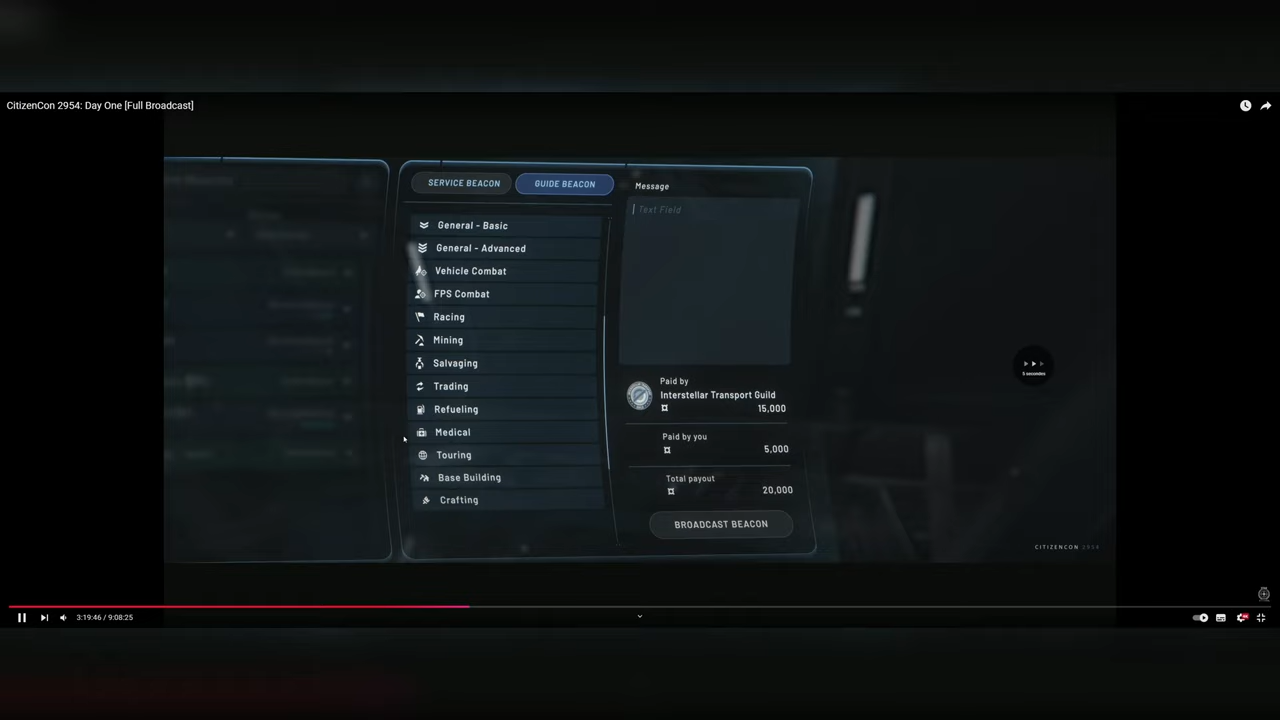 CitizenCon 2954: Day One [Full Broadcast]
SERVICE BEACON
GUIDE BEACON
General - Basic
General - Advanced
Vehicle Combat
FPS Combat
Racing
Mining
Salvaging
Trading
Refueling
Medical
Touring
Base Building
Crafting
Message
Text Field
Paid by
Interstellar Transport Guild
15,000
Paid by you
5,000
Total payout
20,000
BROADCAST BEACON
5 secondes
CITIZENCON 2954
3:19:46 / 9:08:25